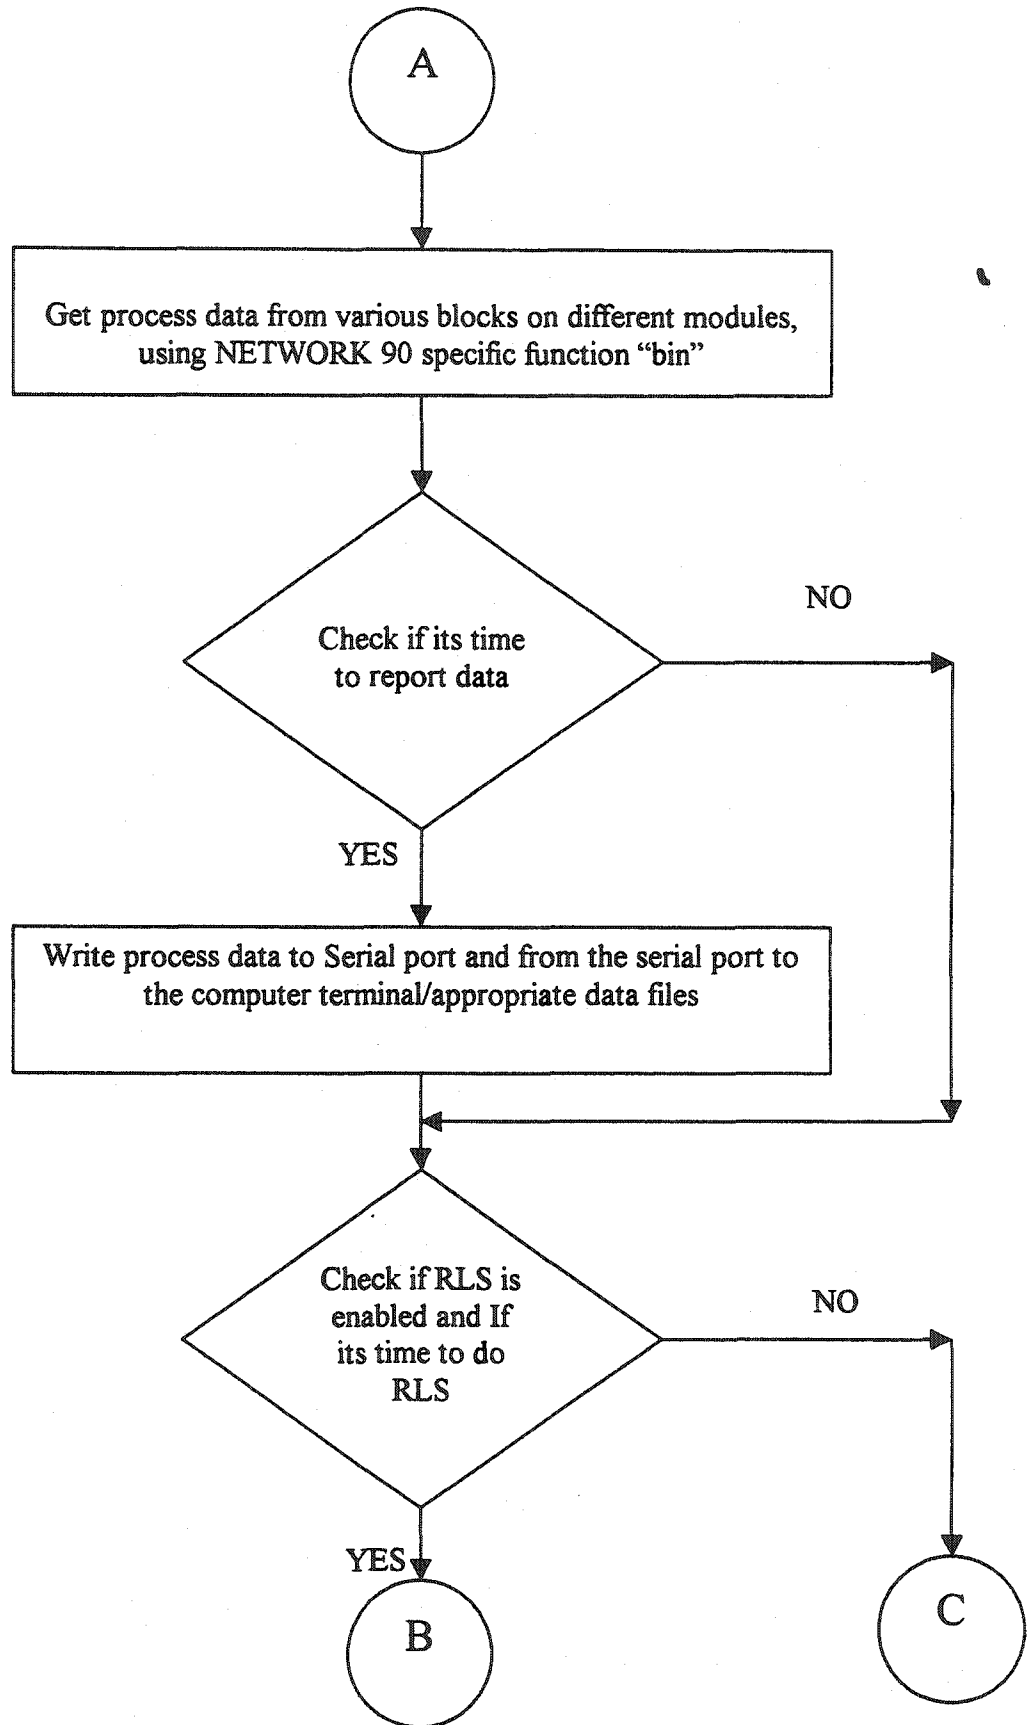 A
Get process data from various blocks on different modules,
using NETWORK 90 specific function “bin”
NO
Check if its time
to report data
YES
Write process data to Serial port and from the serial port to
the computer terminal/appropriate data files
Check if RLS is
enabled and If
its time to do
RLS
NO
YES
B
C